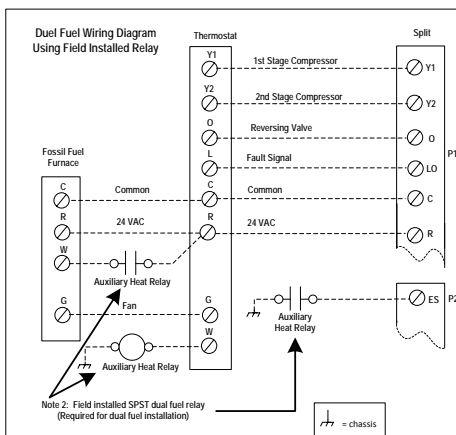 Duel Fuel Wiring Diagram
Using Field Installed Relay
Thermostat
Split
Y1
1st Stage Compressor
Y1
Y2
2nd Stage Compressor
Y2
O
Reversing Valve
O
P1
Fossil Fuel
Furnace
L
Fault Signal
LO
C
Common
C
Common
C
R
24 VAC
R
24 VAC
R
W
Auxiliary Heat Relay
G
Fan
G
Auxiliary
Heat Relay
ES
P2
W
Auxiliary Heat Relay
Note 2: Field installed SPST dual fuel relay
(Required for dual fuel installation)
= chassis